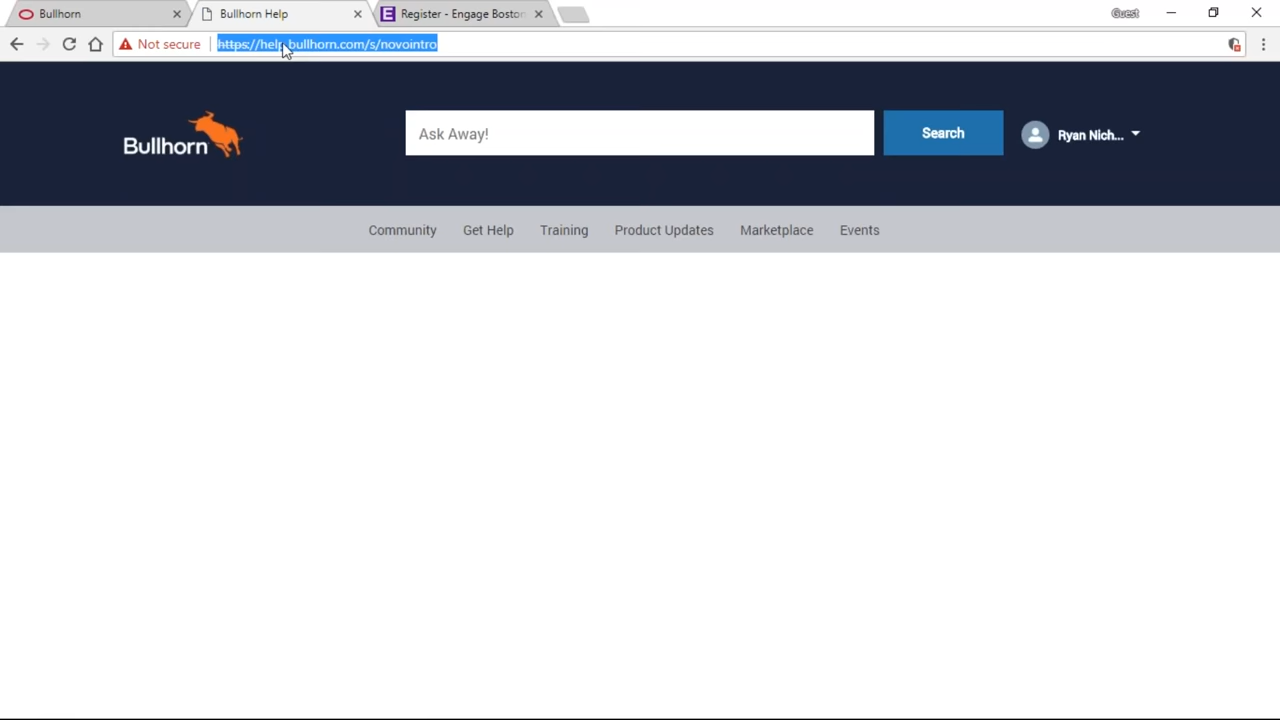 Bullhorn
Bullhorn Help
Register - Engage Boston
Guest
Not secure
https://help.bullhorn.com/s/novointro
Bullhorn
Ask Away!
Search
Ryan Nich...
Community
Get Help
Training
Product Updates
Marketplace
Events